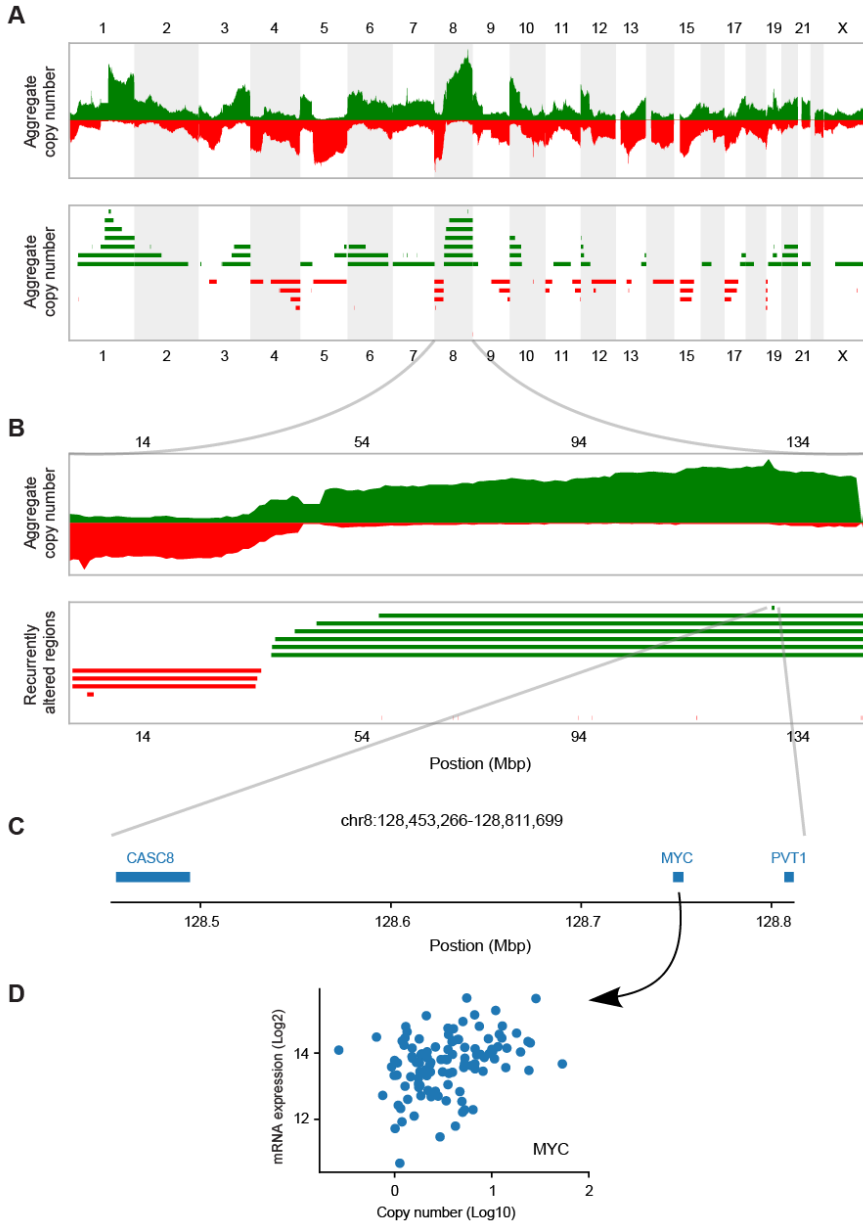 A
1 2 3 4 5 6 7 8 9 10 11 12 13 15 17 19 21 X
Aggregate
copy number
Aggregate
copy number
1 2 3 4 5 6 7 8 9 10 11 12 13 15 17 19 21 X
B
14 54 94 134
Aggregate
copy number
Recurrently
altered regions
14 54 94 134
Postion (Mbp)
C
chr8:128,453,266-128,811,699
CASC8 MYC PVT1
128.5 128.6 128.7 128.8
Postion (Mbp)
D
mRNA expression (Log2)
14
12
MYC
0 1 2
Copy number (Log10)